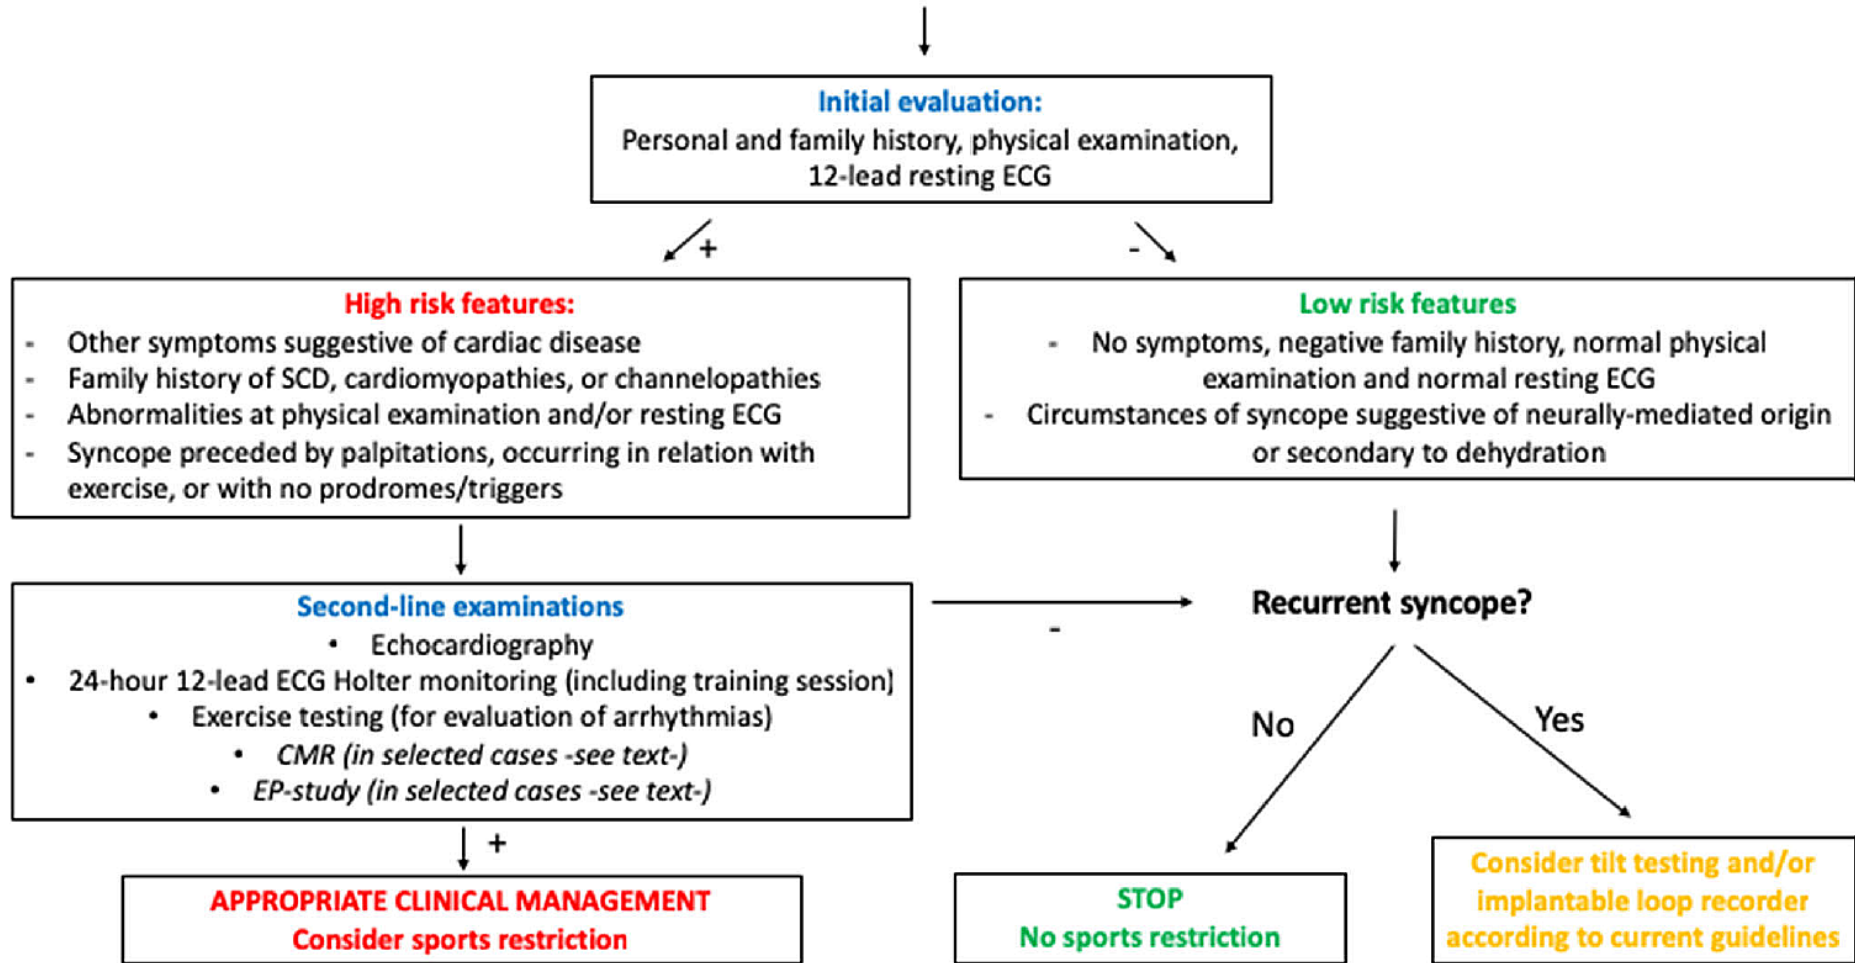 Initial evaluation:
Personal and family history, physical examination,
12-lead resting ECG
+
-
High risk features:
- Other symptoms suggestive of cardiac disease
- Family history of SCD, cardiomyopathies, or channelopathies
- Abnormalities at physical examination and/or resting ECG
- Syncope preceded by palpitations, occurring in relation with
exercise, or with no prodromes/triggers
Low risk features
- No symptoms, negative family history, normal physical
examination and normal resting ECG
- Circumstances of syncope suggestive of neurally-mediated origin
or secondary to dehydration
Second-line examinations
• Echocardiography
• 24-hour 12-lead ECG Holter monitoring (including training session)
• Exercise testing (for evaluation of arrhythmias)
• CMR (in selected cases -see text-)
• EP-study (in selected cases -see text-)
-
Recurrent syncope?
No
Yes
+
APPROPRIATE CLINICAL MANAGEMENT
Consider sports restriction
STOP
No sports restriction
Consider tilt testing and/or
implantable loop recorder
according to current guidelines